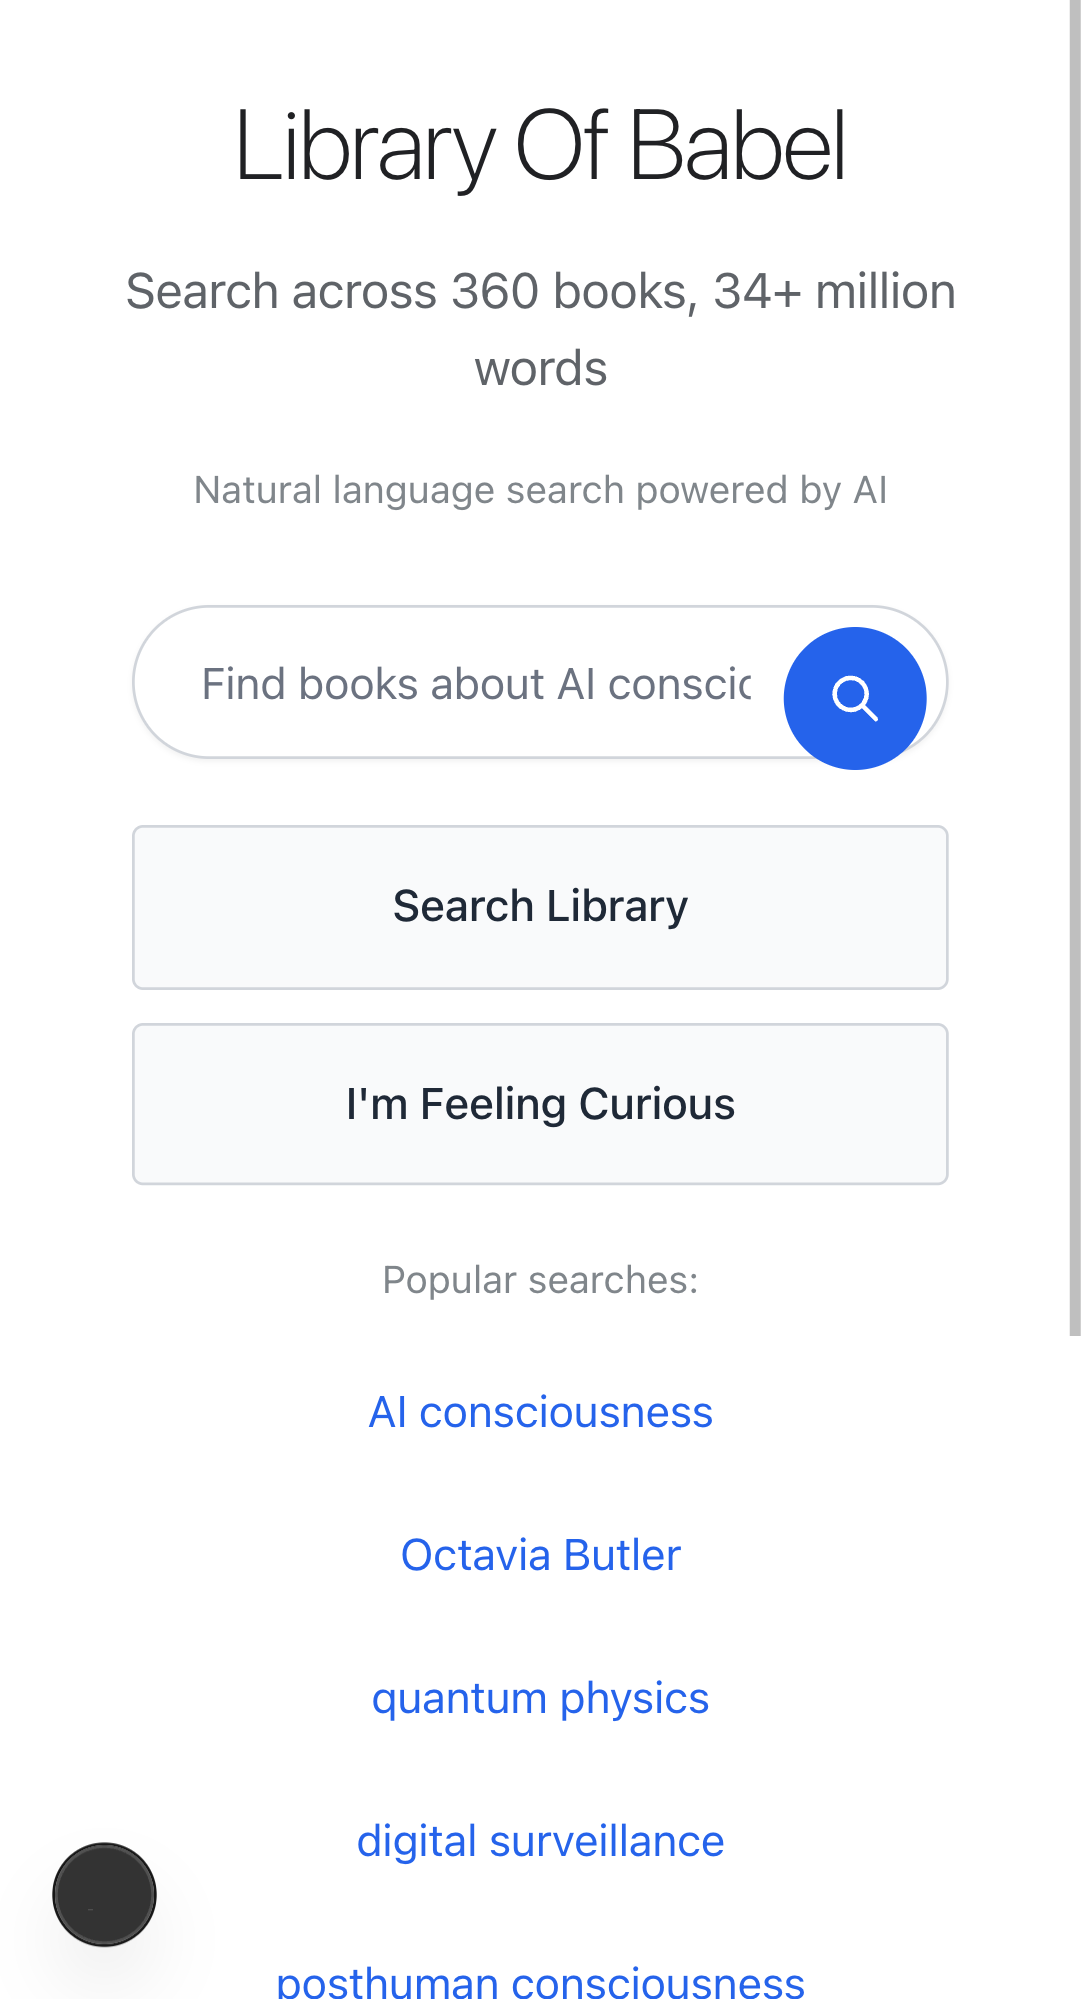 Library Of Babel
Search across 360 books, 34+ million
words
Natural language search powered by AI
Find books about AI consci
Search Library
I'm Feeling Curious
Popular searches:
AI consciousness
Octavia Butler
quantum physics
digital surveillance
posthuman consciousness